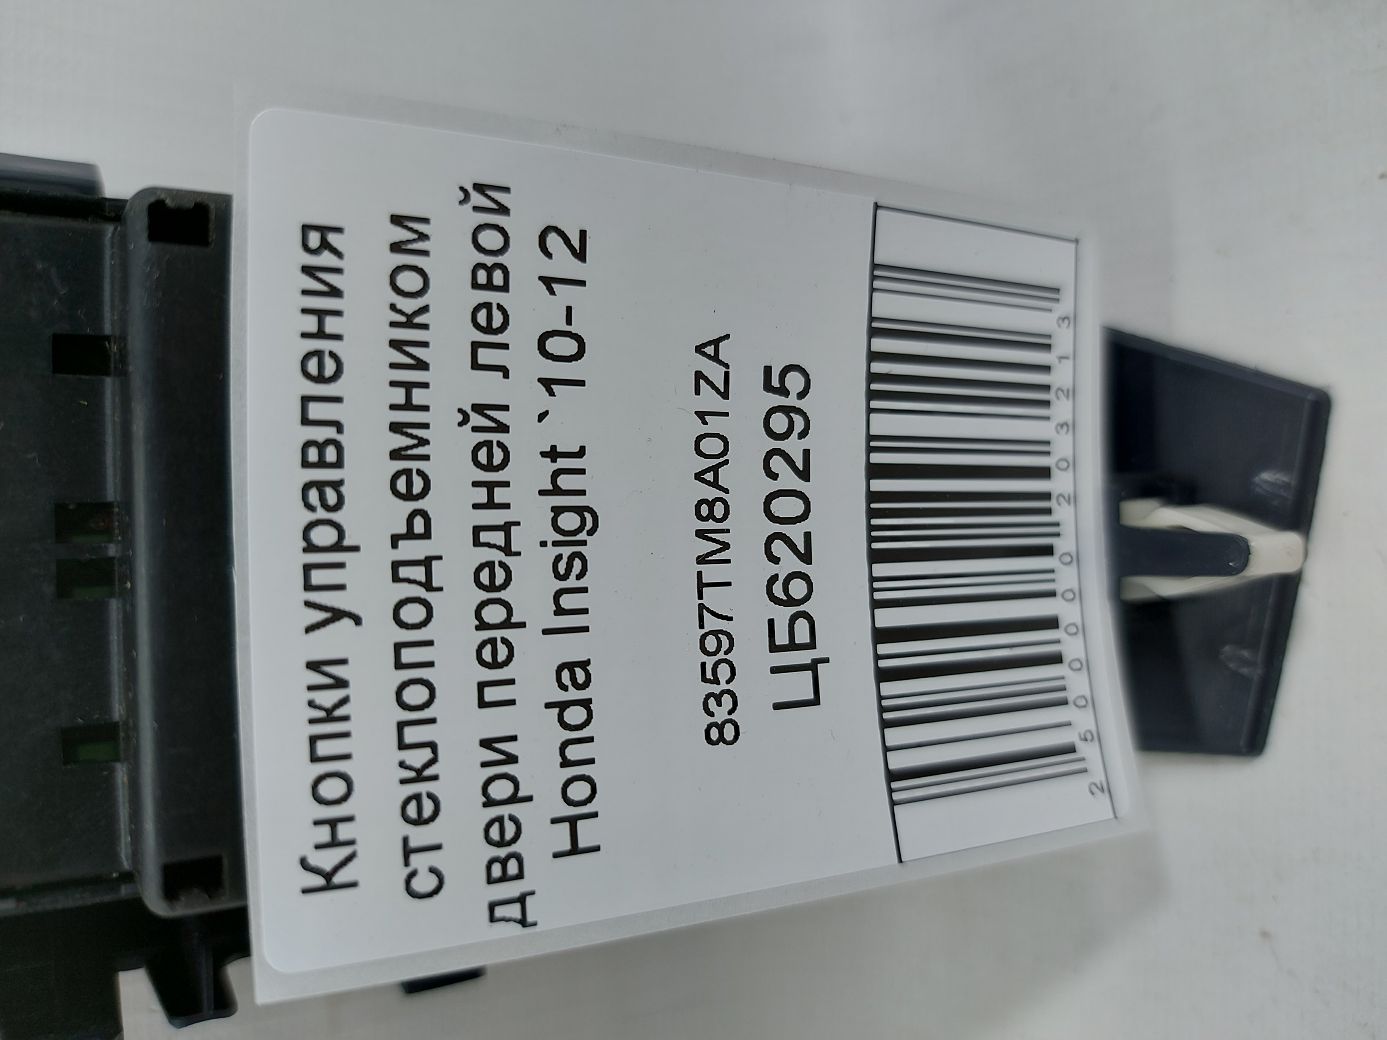 Кнопки управления
стеклоподъемником
двери передней левой
Honda Insight `10-12
83597TM8A01ZA
ЦБ620295
2500000203213